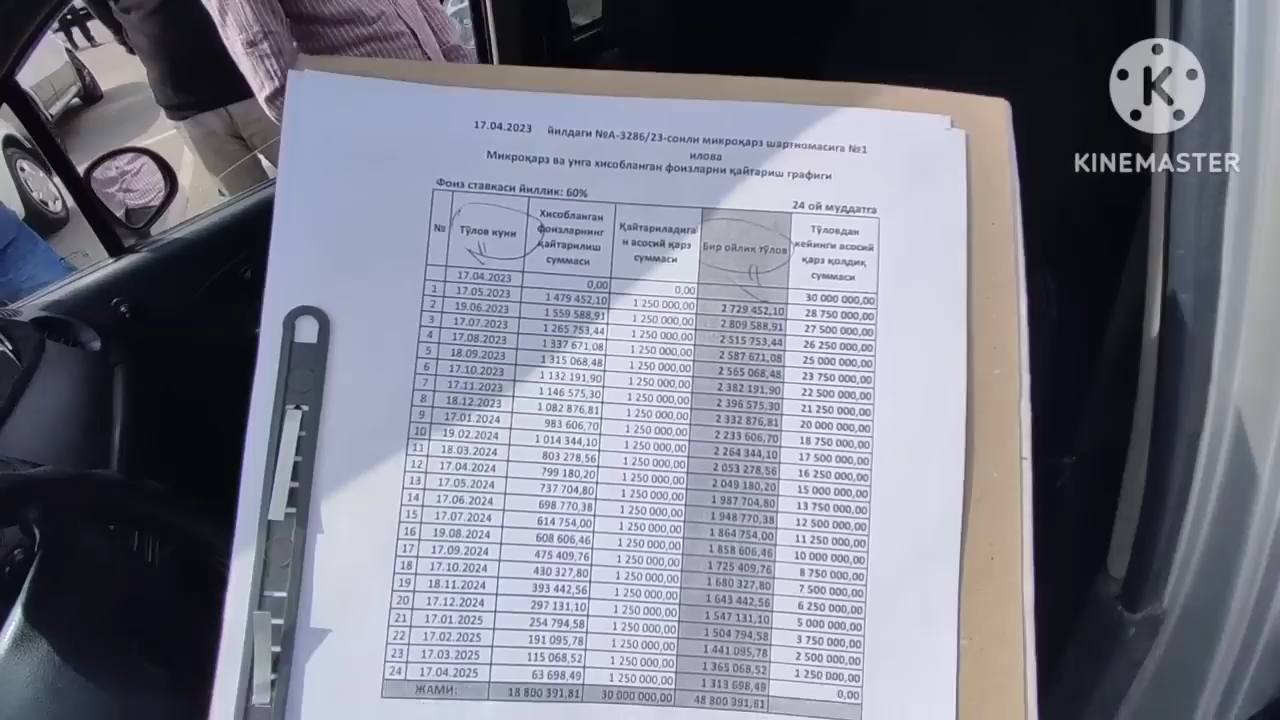 17.04.2023 йилдаги №А-3286/23-сонли микроқарз шартномасига №1
илова
Микроқарз ва унга хисобланган фоизларни қайтариш графиги
Фоиз ставкаси йиллик: 60%
24 ой муддатга
№ Тўлов куни Хисобланган фоизларнинг қайтарилиш суммаси Қайтариладиган асосий қарз суммаси Бир ойлик тўлов Тўловдан кейинги асосий қарз қолдиқ суммаси
17.04.2023 0,00 0,00 30 000 000,00
1 17.05.2023 1 479 452,10 1 250 000,00 2 729 452,10 28 750 000,00
2 19.06.2023 1 559 588,91 1 250 000,00 2 809 588,91 27 500 000,00
3 17.07.2023 1 265 753,44 1 250 000,00 2 515 753,44 26 250 000,00
4 17.08.2023 1 337 671,08 1 250 000,00 2 587 671,08 25 000 000,00
5 18.09.2023 1 315 068,48 1 250 000,00 2 565 068,48 23 750 000,00
6 17.10.2023 1 132 191,90 1 250 000,00 2 382 191,90 22 500 000,00
7 17.11.2023 1 146 575,30 1 250 000,00 2 396 575,30 21 250 000,00
8 18.12.2023 1 082 876,81 1 250 000,00 2 332 876,81 20 000 000,00
9 17.01.2024 983 606,70 1 250 000,00 2 233 606,70 18 750 000,00
10 19.02.2024 1 014 344,10 1 250 000,00 2 264 344,10 17 500 000,00
11 18.03.2024 803 278,56 1 250 000,00 2 053 278,56 16 250 000,00
12 17.04.2024 799 180,20 1 250 000,00 2 049 180,20 15 000 000,00
13 17.05.2024 737 704,80 1 250 000,00 1 987 704,80 13 750 000,00
14 17.06.2024 698 770,38 1 250 000,00 1 948 770,38 12 500 000,00
15 17.07.2024 614 754,00 1 250 000,00 1 864 754,00 11 250 000,00
16 19.08.2024 608 606,46 1 250 000,00 1 858 606,46 10 000 000,00
17 17.09.2024 475 409,76 1 250 000,00 1 725 409,76 8 750 000,00
18 17.10.2024 430 327,80 1 250 000,00 1 680 327,80 7 500 000,00
19 18.11.2024 393 442,56 1 250 000,00 1 643 442,56 6 250 000,00
20 17.12.2024 297 131,10 1 250 000,00 1 547 131,10 5 000 000,00
21 17.01.2025 254 794,58 1 250 000,00 1 504 794,58 3 750 000,00
22 17.02.2025 191 095,78 1 250 000,00 1 441 095,78 2 500 000,00
23 17.03.2025 115 068,52 1 250 000,00 1 365 068,52 1 250 000,00
24 17.04.2025 63 698,49 1 250 000,00 1 313 698,49 0,00
ЖАМИ: 18 800 391,81 30 000 000,00 48 800 391,81
K
KINEMASTER